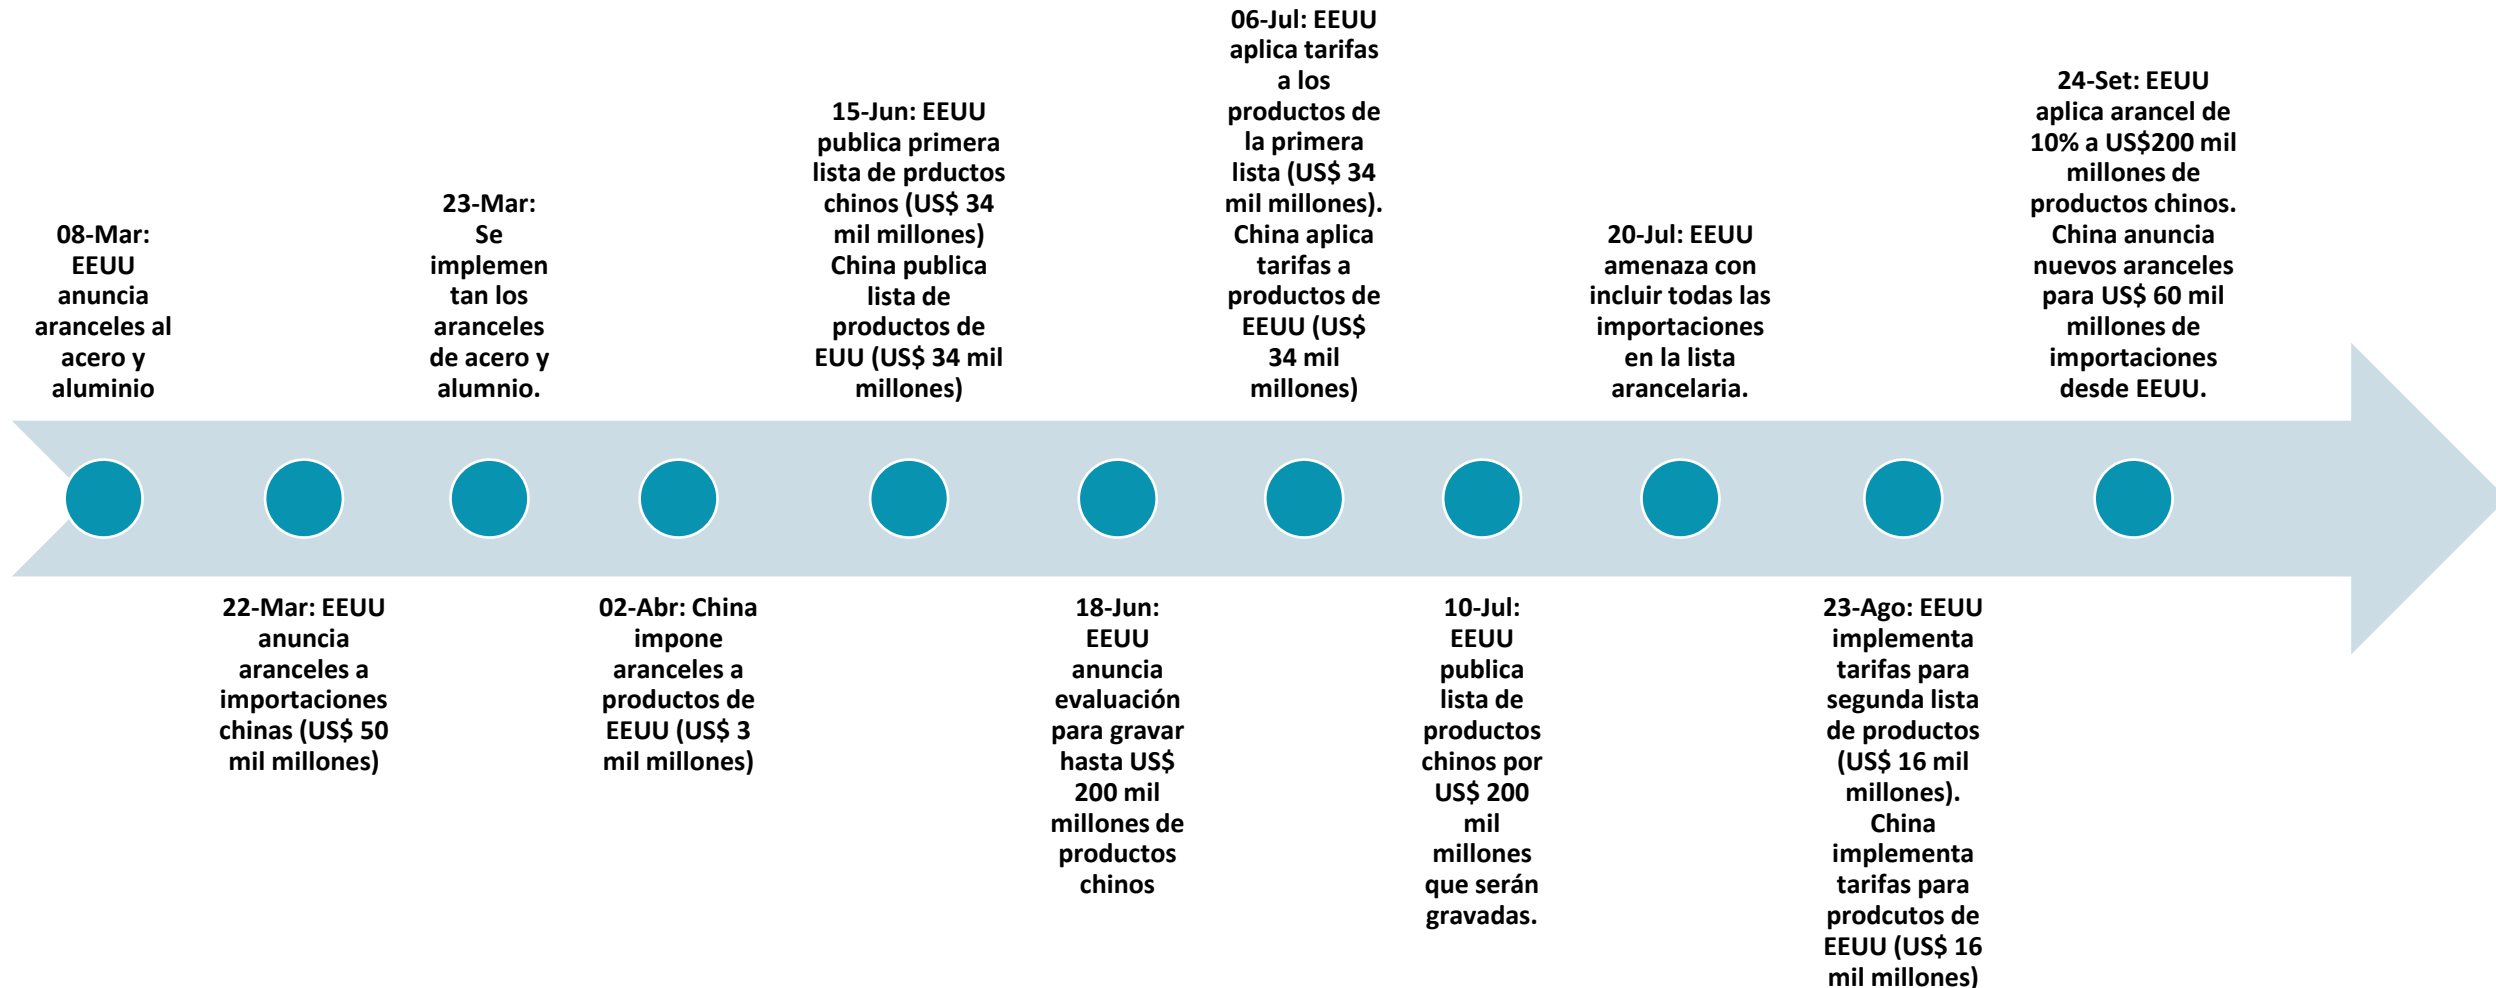 08-Mar:
EEUU
anuncia
aranceles al
acero y
aluminio
22-Mar: EEUU
anuncia
aranceles a
importaciones
chinas (US$ 50
mil millones)
23-Mar:
Se
implemen
tan los
aranceles
de acero y
alumnio.
02-Abr: China
impone
aranceles a
productos de
EEUU (US$ 3
mil millones)
15-Jun: EEUU
publica primera
lista de prductos
chinos (US$ 34
mil millones)
China publica
lista de
productos de
EUU (US$ 34 mil
millones)
18-Jun:
EEUU
anuncia
evaluación
para gravar
hasta US$
200 mil
millones de
productos
chinos
06-Jul: EEUU
aplica tarifas
a los
productos de
la primera
lista (US$ 34
mil millones).
China aplica
tarifas a
productos de
EEUU (US$
34 mil
millones)
10-Jul:
EEUU
publica
lista de
productos
chinos por
US$ 200
mil
millones
que serán
gravadas.
20-Jul: EEUU
amenaza con
incluir todas las
importaciones
en la lista
arancelaria.
23-Ago: EEUU
implementa
tarifas para
segunda lista
de productos
(US$ 16 mil
millones).
China
implementa
tarifas para
prodcutos de
EEUU (US$ 16
mil millones)
24-Set: EEUU
aplica arancel de
10% a US$200 mil
millones de
productos chinos.
China anuncia
nuevos aranceles
para US$ 60 mil
millones de
importaciones
desde EEUU.